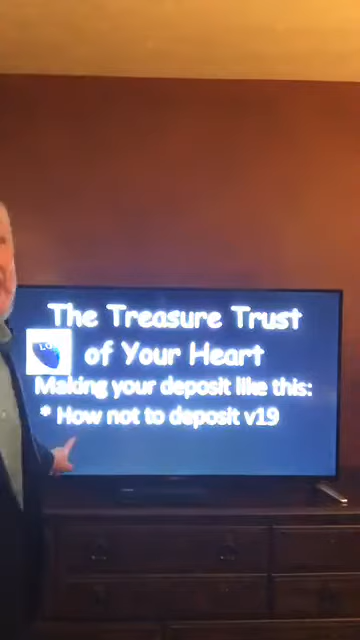 The Treasure Trust
of Your Heart
Making your deposit like this:
* How not to deposit v19